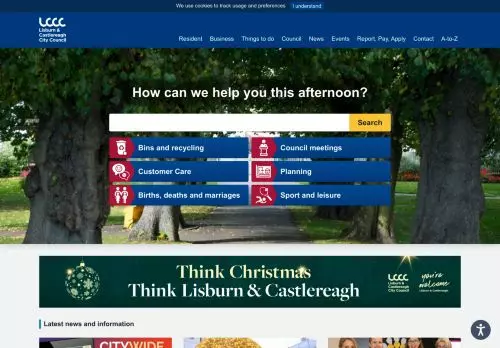 We use cookies to track usage and preferences I understand
LCCC
Lisburn &
Castlereagh
City Council
Resident Business Things to do Council News Events Report, Pay, Apply Contact A-to-Z
How can we help you this afternoon?
Search
Bins and recycling
Council meetings
Customer Care
Planning
Births, deaths and marriages
Sport and leisure
Think Christmas
Think Lisburn & Castlereagh
LCCC
Lisburn &
Castlereagh
City Council
you're
welcome
Lisburn & Castlereagh
Latest news and information
CITYWIDE